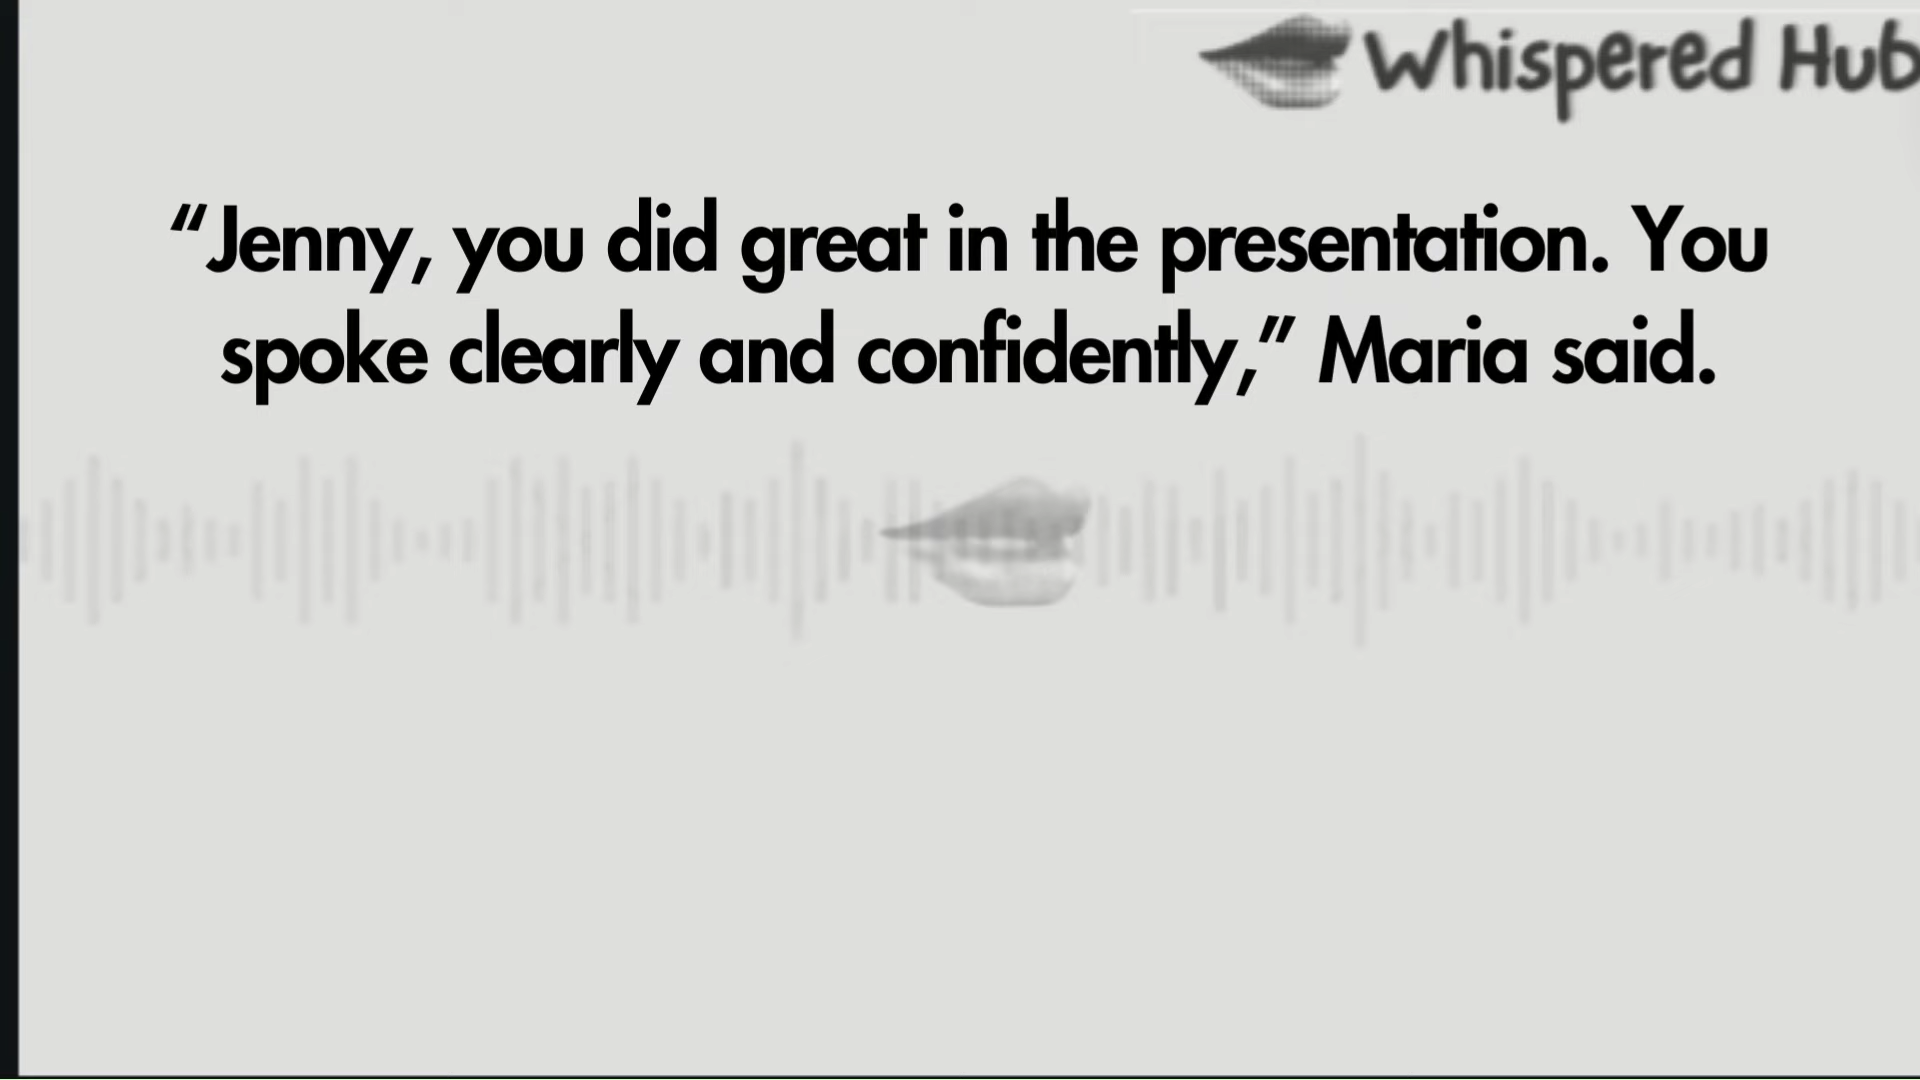 Whispered Hub
“Jenny, you did great in the presentation. You
spoke clearly and confidently,” Maria said.